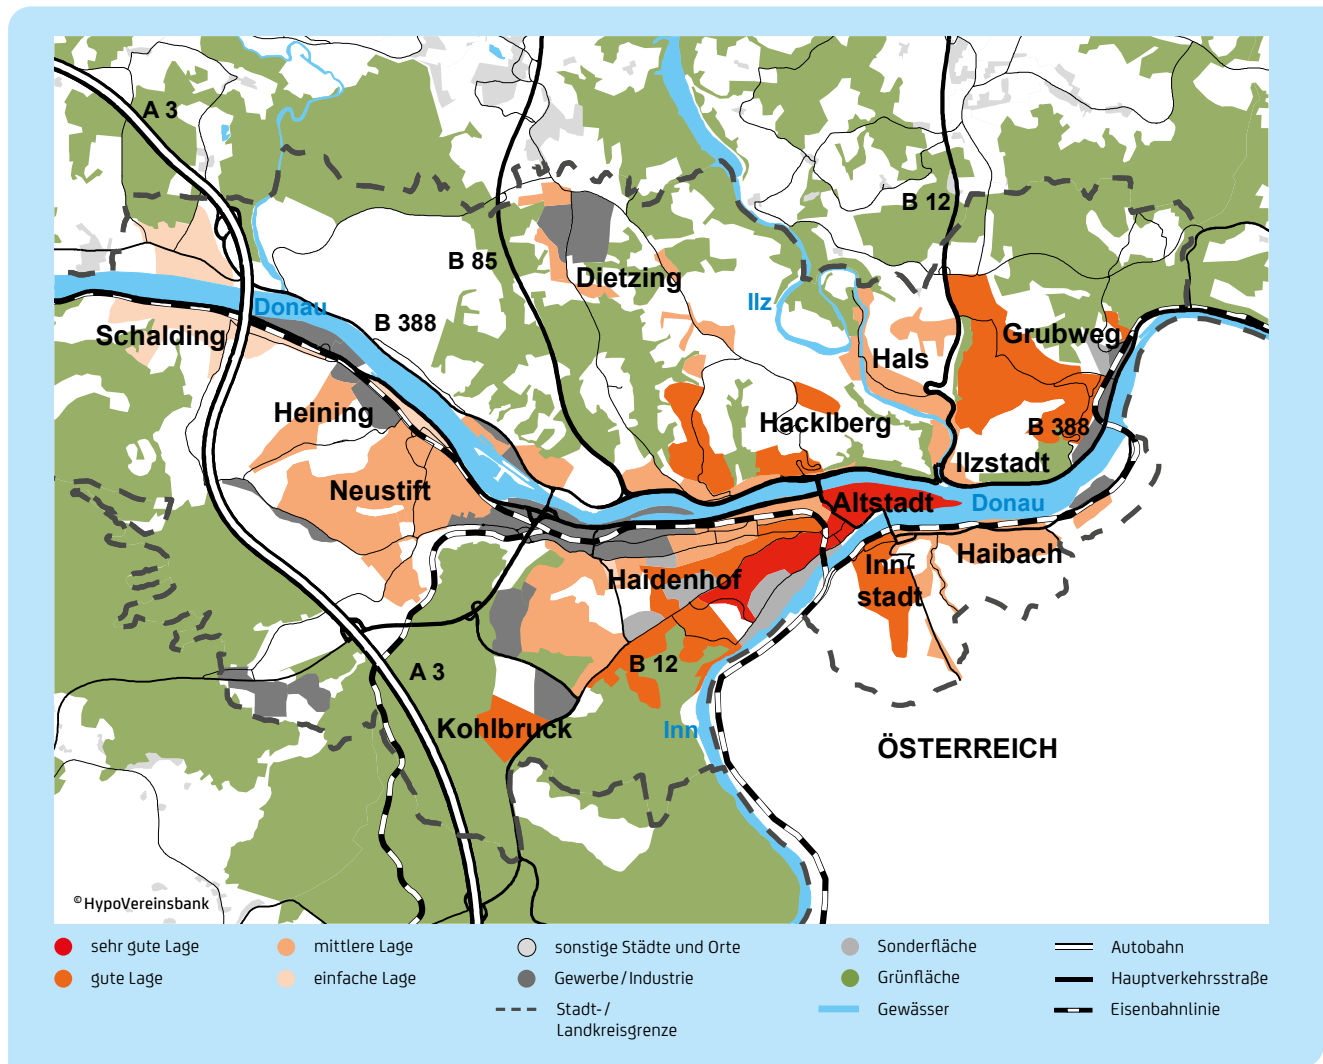 A 3
B 12
B 85
Dietzing
Donau
Ilz
B 388
Schalding
Grubweg
Hals
Heining
Hacklberg
B 388
Ilzstadt
Neustift
Altstadt
Donau
Haibach
Haidenhof
Inn-
stadt
A 3
B 12
Kohlbruck
Inn
ÖSTERREICH
© HypoVereinsbank
sehr gute Lage
mittlere Lage
sonstige Städte und Orte
Sonderfläche
Autobahn
gute Lage
einfache Lage
Gewerbe/Industrie
Grünfläche
Hauptverkehrsstraße
Stadt-/
Landkreisgrenze
Gewässer
Eisenbahnlinie